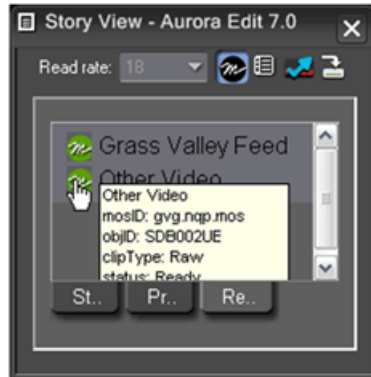 Story View - Aurora Edit 7.0
Read rate: 18
Grass Valley Feed
Other Video
Other Video
mosID: gvg.nqp.mos
objID: SDB002UE
clipType: Raw
status: Ready
St.. Pr.. Re..